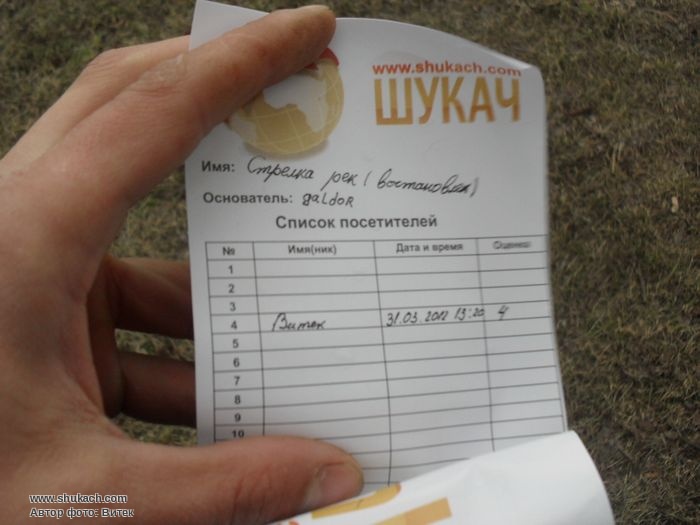 www.shukach.com
ШУКАЧ
Имя: Стрелка рек (востановлен)
Основатель: galdor
Список посетителей
№ Имя(ник) Дата и время Оценка
1
2
3
4 Витек 31.03.2012 13:20 4
5
6
7
8
9
10
www.shukach.com
Автор фото: Витек